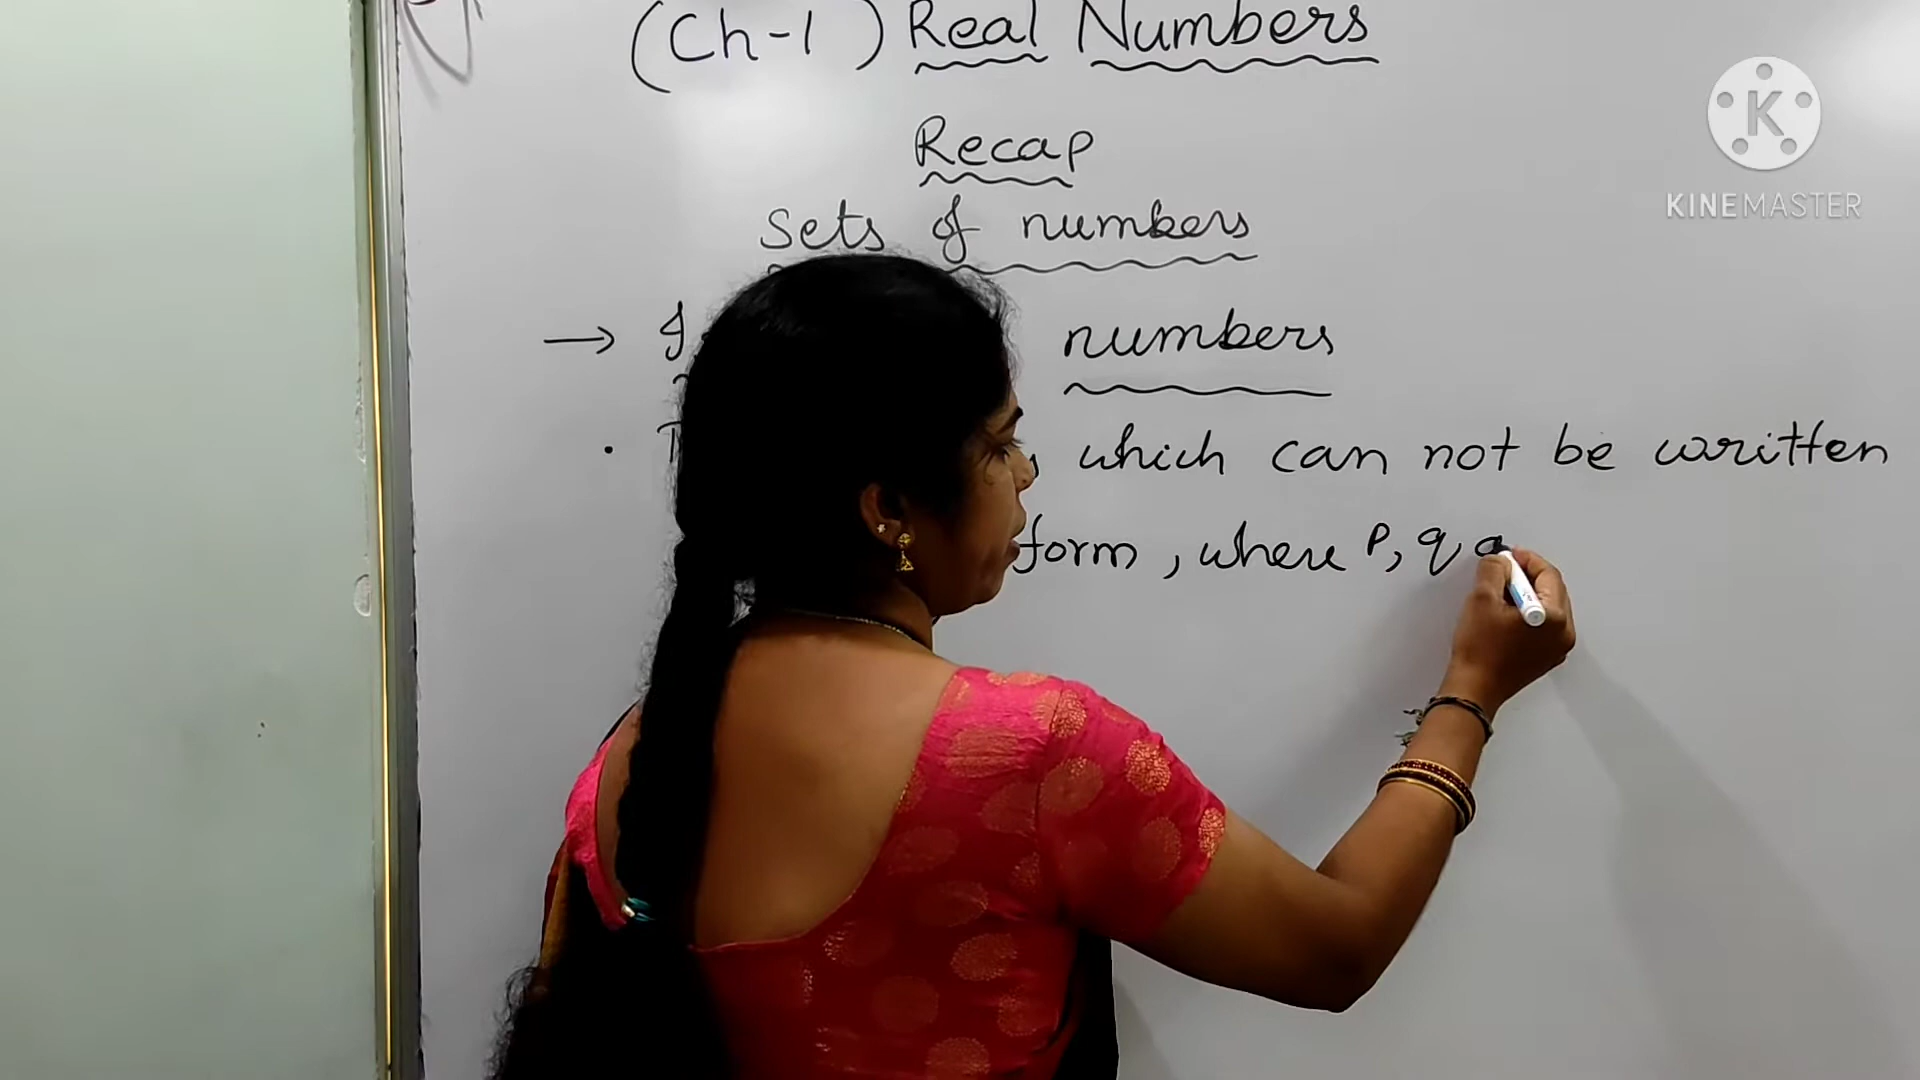 (Ch-1) Real Numbers
Recap
Sets of numbers
→ numbers
. which can not be written
form, where p, q
KINEMASTER